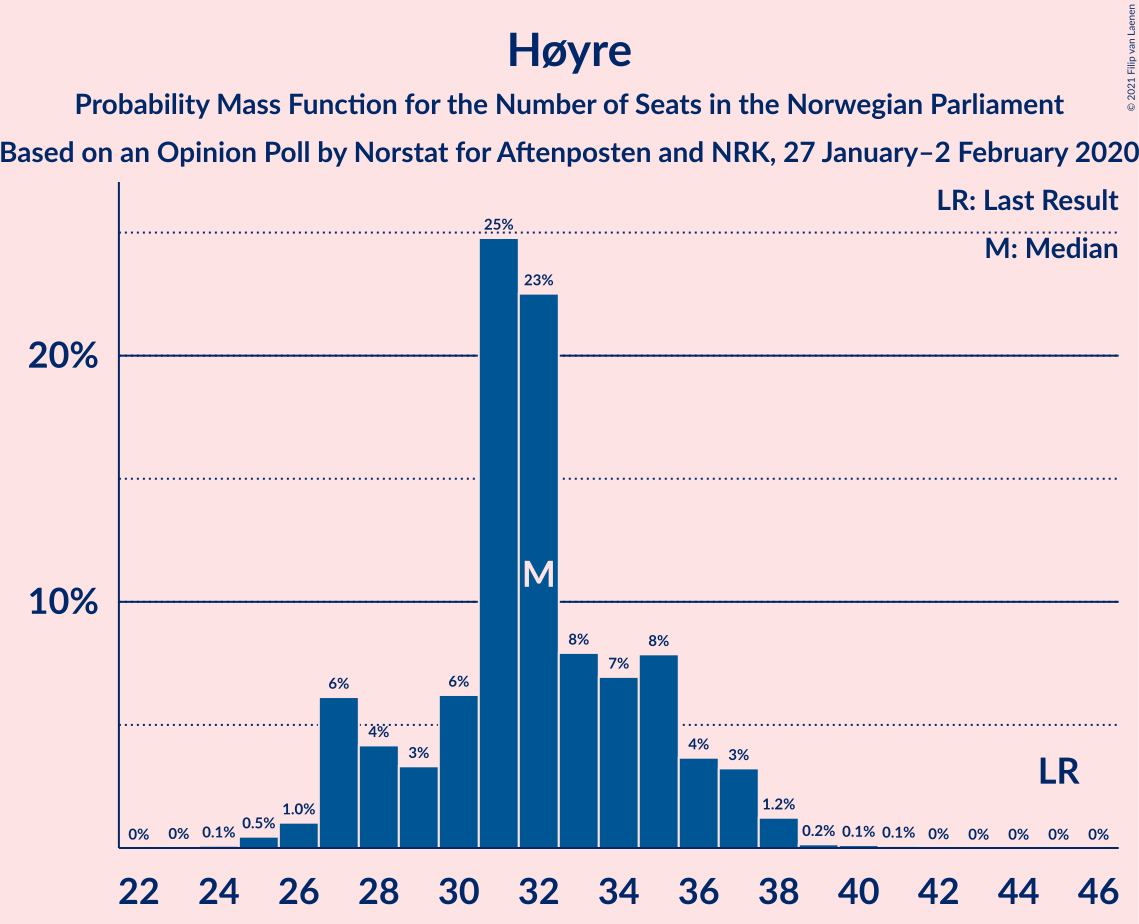 Høyre
Probability Mass Function for the Number of Seats in the Norwegian Parliament
Based on an Opinion Poll by Norstat for Aftenposten and NRK, 27 January–2 February 2020
© 2021 Filip van Laenen
LR: Last Result
M: Median
20%
10%
0% 0% 0.1% 0.5% 1.0% 6% 4% 3% 6% 25% 23% 8% 7% 8% 4% 3% 1.2% 0.2% 0.1% 0.1% 0% 0% 0% 0% 0%
M
LR
22 24 26 28 30 32 34 36 38 40 42 44 46